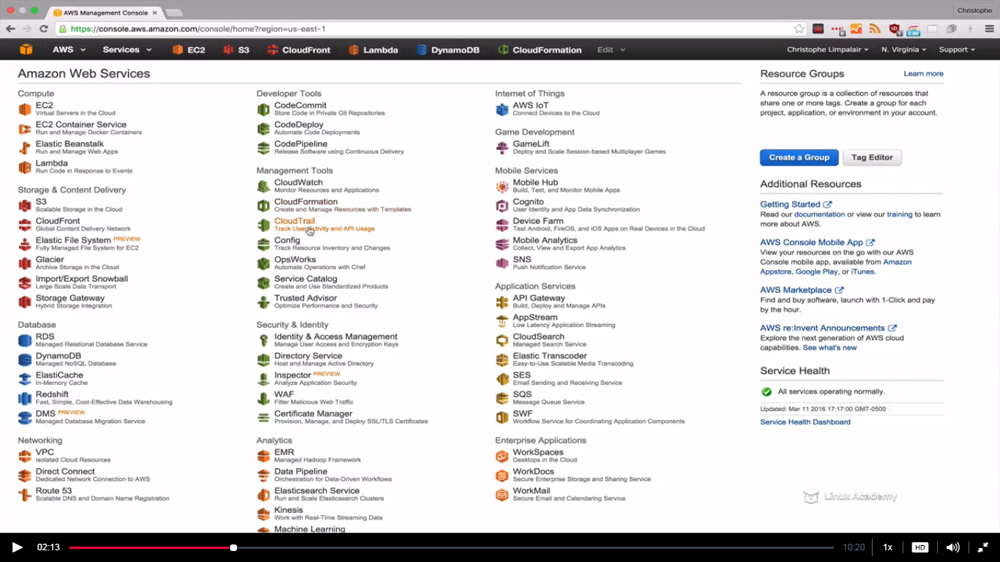 AWS Management Console
Christophe
https://console.aws.amazon.com/console/home?region=us-east-1
AWS Services EC2 S3 CloudFront Lambda DynamoDB CloudFormation Edit Christophe Limpalair N. Virginia Support
Amazon Web Services
Compute
EC2
Virtual Servers in the Cloud
EC2 Container Service
Run and Manage Docker Containers
Elastic Beanstalk
Run and Manage Web Apps
Lambda
Run Code in Response to Events
Storage & Content Delivery
S3
Scalable Storage in the Cloud
CloudFront
Global Content Delivery Network
Elastic File System PREVIEW
Fully Managed File System for EC2
Glacier
Archive Storage in the Cloud
Import/Export Snowball
Large Scale Data Transport
Storage Gateway
Hybrid Storage Integration
Database
RDS
Managed Relational Database Service
DynamoDB
Managed NoSQL Database
ElastiCache
In-Memory Cache
Redshift
Fast, Simple, Cost-Effective Data Warehousing
DMS PREVIEW
Managed Database Migration Service
Networking
VPC
Isolated Cloud Resources
Direct Connect
Dedicated Network Connection to AWS
Route 53
Scalable DNS and Domain Name Registration
Developer Tools
CodeCommit
Store Code in Private Git Repositories
CodeDeploy
Automate Code Deployments
CodePipeline
Release Software using Continuous Delivery
Management Tools
CloudWatch
Monitor Resources and Applications
CloudFormation
Create and Manage Resources with Templates
CloudTrail
Track User Activity and API Usage
Config
Track Resource Inventory and Changes
OpsWorks
Automate Operations with Chef
Service Catalog
Create and Use Standardized Products
Trusted Advisor
Optimize Performance and Security
Security & Identity
Identity & Access Management
Manage User Access and Encryption Keys
Directory Service
Host and Manage Active Directory
Inspector PREVIEW
Analyze Application Security
WAF
Filter Malicious Web Traffic
Certificate Manager
Provision, Manage, and Deploy SSL/TLS Certificates
Analytics
EMR
Managed Hadoop Framework
Data Pipeline
Orchestration for Data-Driven Workflows
Elasticsearch Service
Run and Scale Elasticsearch Clusters
Kinesis
Work with Real-Time Streaming Data
Machine Learning
Internet of Things
AWS IoT
Connect Devices to the Cloud
Game Development
GameLift
Deploy and Scale Session-based Multiplayer Games
Mobile Services
Mobile Hub
Build, Test, and Monitor Mobile Apps
Cognito
User Identity and App Data Synchronization
Device Farm
Test Android, FireOS, and iOS Apps on Real Devices in the Cloud
Mobile Analytics
Collect, View and Export App Analytics
SNS
Push Notification Service
Application Services
API Gateway
Build, Deploy and Manage APIs
AppStream
Low Latency Application Streaming
CloudSearch
Managed Search Service
Elastic Transcoder
Easy-to-Use Scalable Media Transcoding
SES
Email Sending and Receiving Service
SQS
Message Queue Service
SWF
Workflow Service for Coordinating Application Components
Enterprise Applications
WorkSpaces
Desktops in the Cloud
WorkDocs
Secure Enterprise Storage and Sharing Service
WorkMail
Secure Email and Calendaring Service
Resource Groups Learn more
A resource group is a collection of resources that
share one or more tags. Create a group for each
project, application, or environment in your account.
Create a Group Tag Editor
Additional Resources
Getting Started
Read our documentation or view our training to learn
more about AWS.
AWS Console Mobile App
View your resources on the go with our AWS
Console mobile app, available from Amazon
Appstore, Google Play, or iTunes.
AWS Marketplace
Find and buy software, launch with 1-Click and pay
by the hour.
AWS re:Invent Announcements
Explore the next generation of AWS cloud
capabilities. See what's new
Service Health
All services operating normally.
Updated: Mar 11 2016 17:17:00 GMT-0500
Service Health Dashboard
Linux Academy
02:13 10:20 1x HD